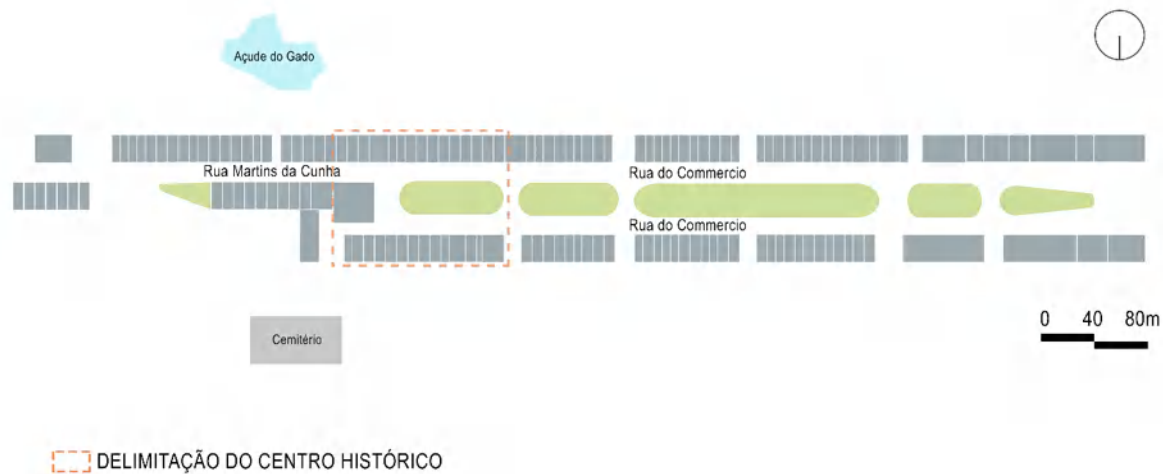 Açude do Gado
Rua Martins da Cunha
Rua do Commercio
Rua do Commercio
Cemitério
0 40 80m
DELIMITAÇÃO DO CENTRO HISTÓRICO